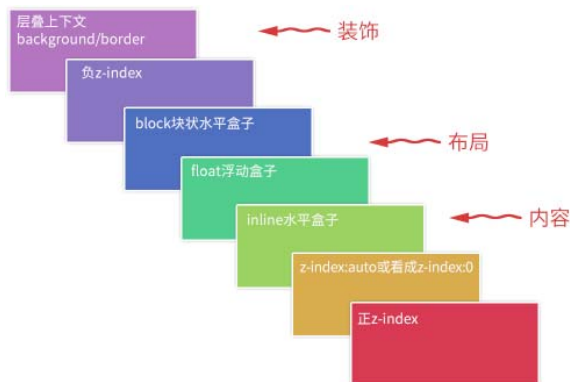 层叠上下文
background/border
装饰
负z-index
block块状水平盒子
布局
float浮动盒子
inline水平盒子
内容
z-index:auto或看成z-index:0
正z-index